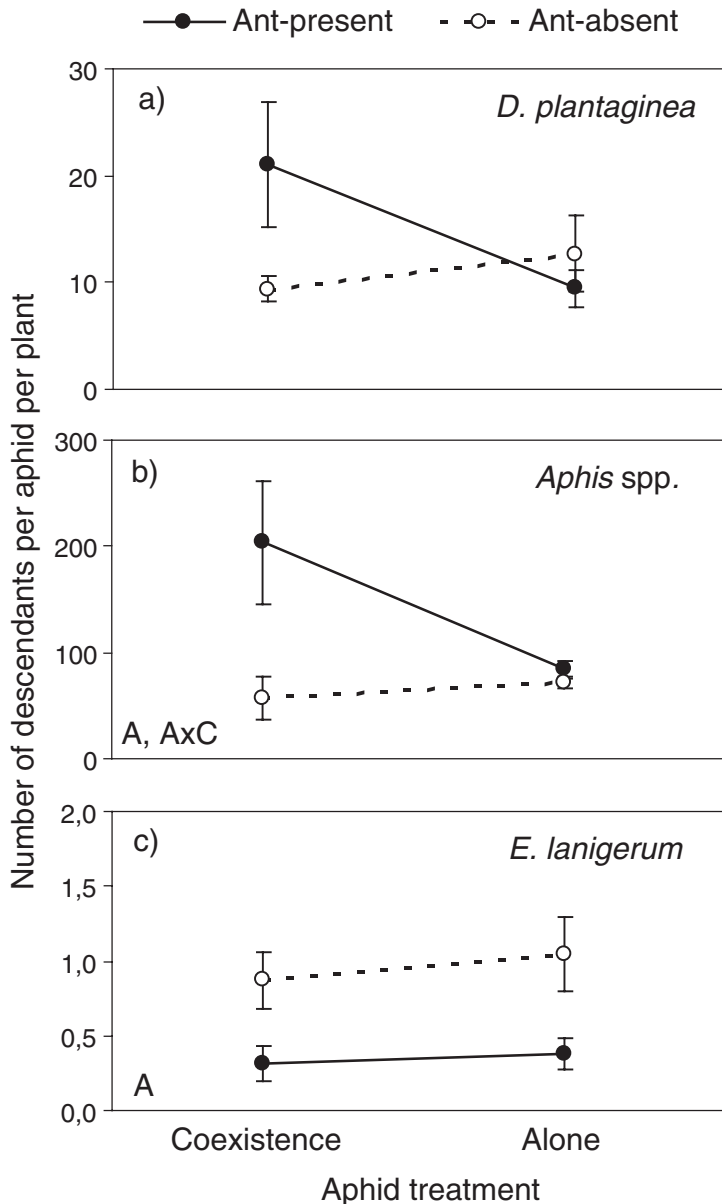 Ant-present Ant-absent
Number of descendants per aphid per plant
30
a)
D. plantaginea
20
10
0
300
b)
Aphis spp.
200
100
A, AxC
0
2,0
c)
E. lanigerum
1,5
1,0
0,5
A
0,0
Coexistence Alone
Aphid treatment